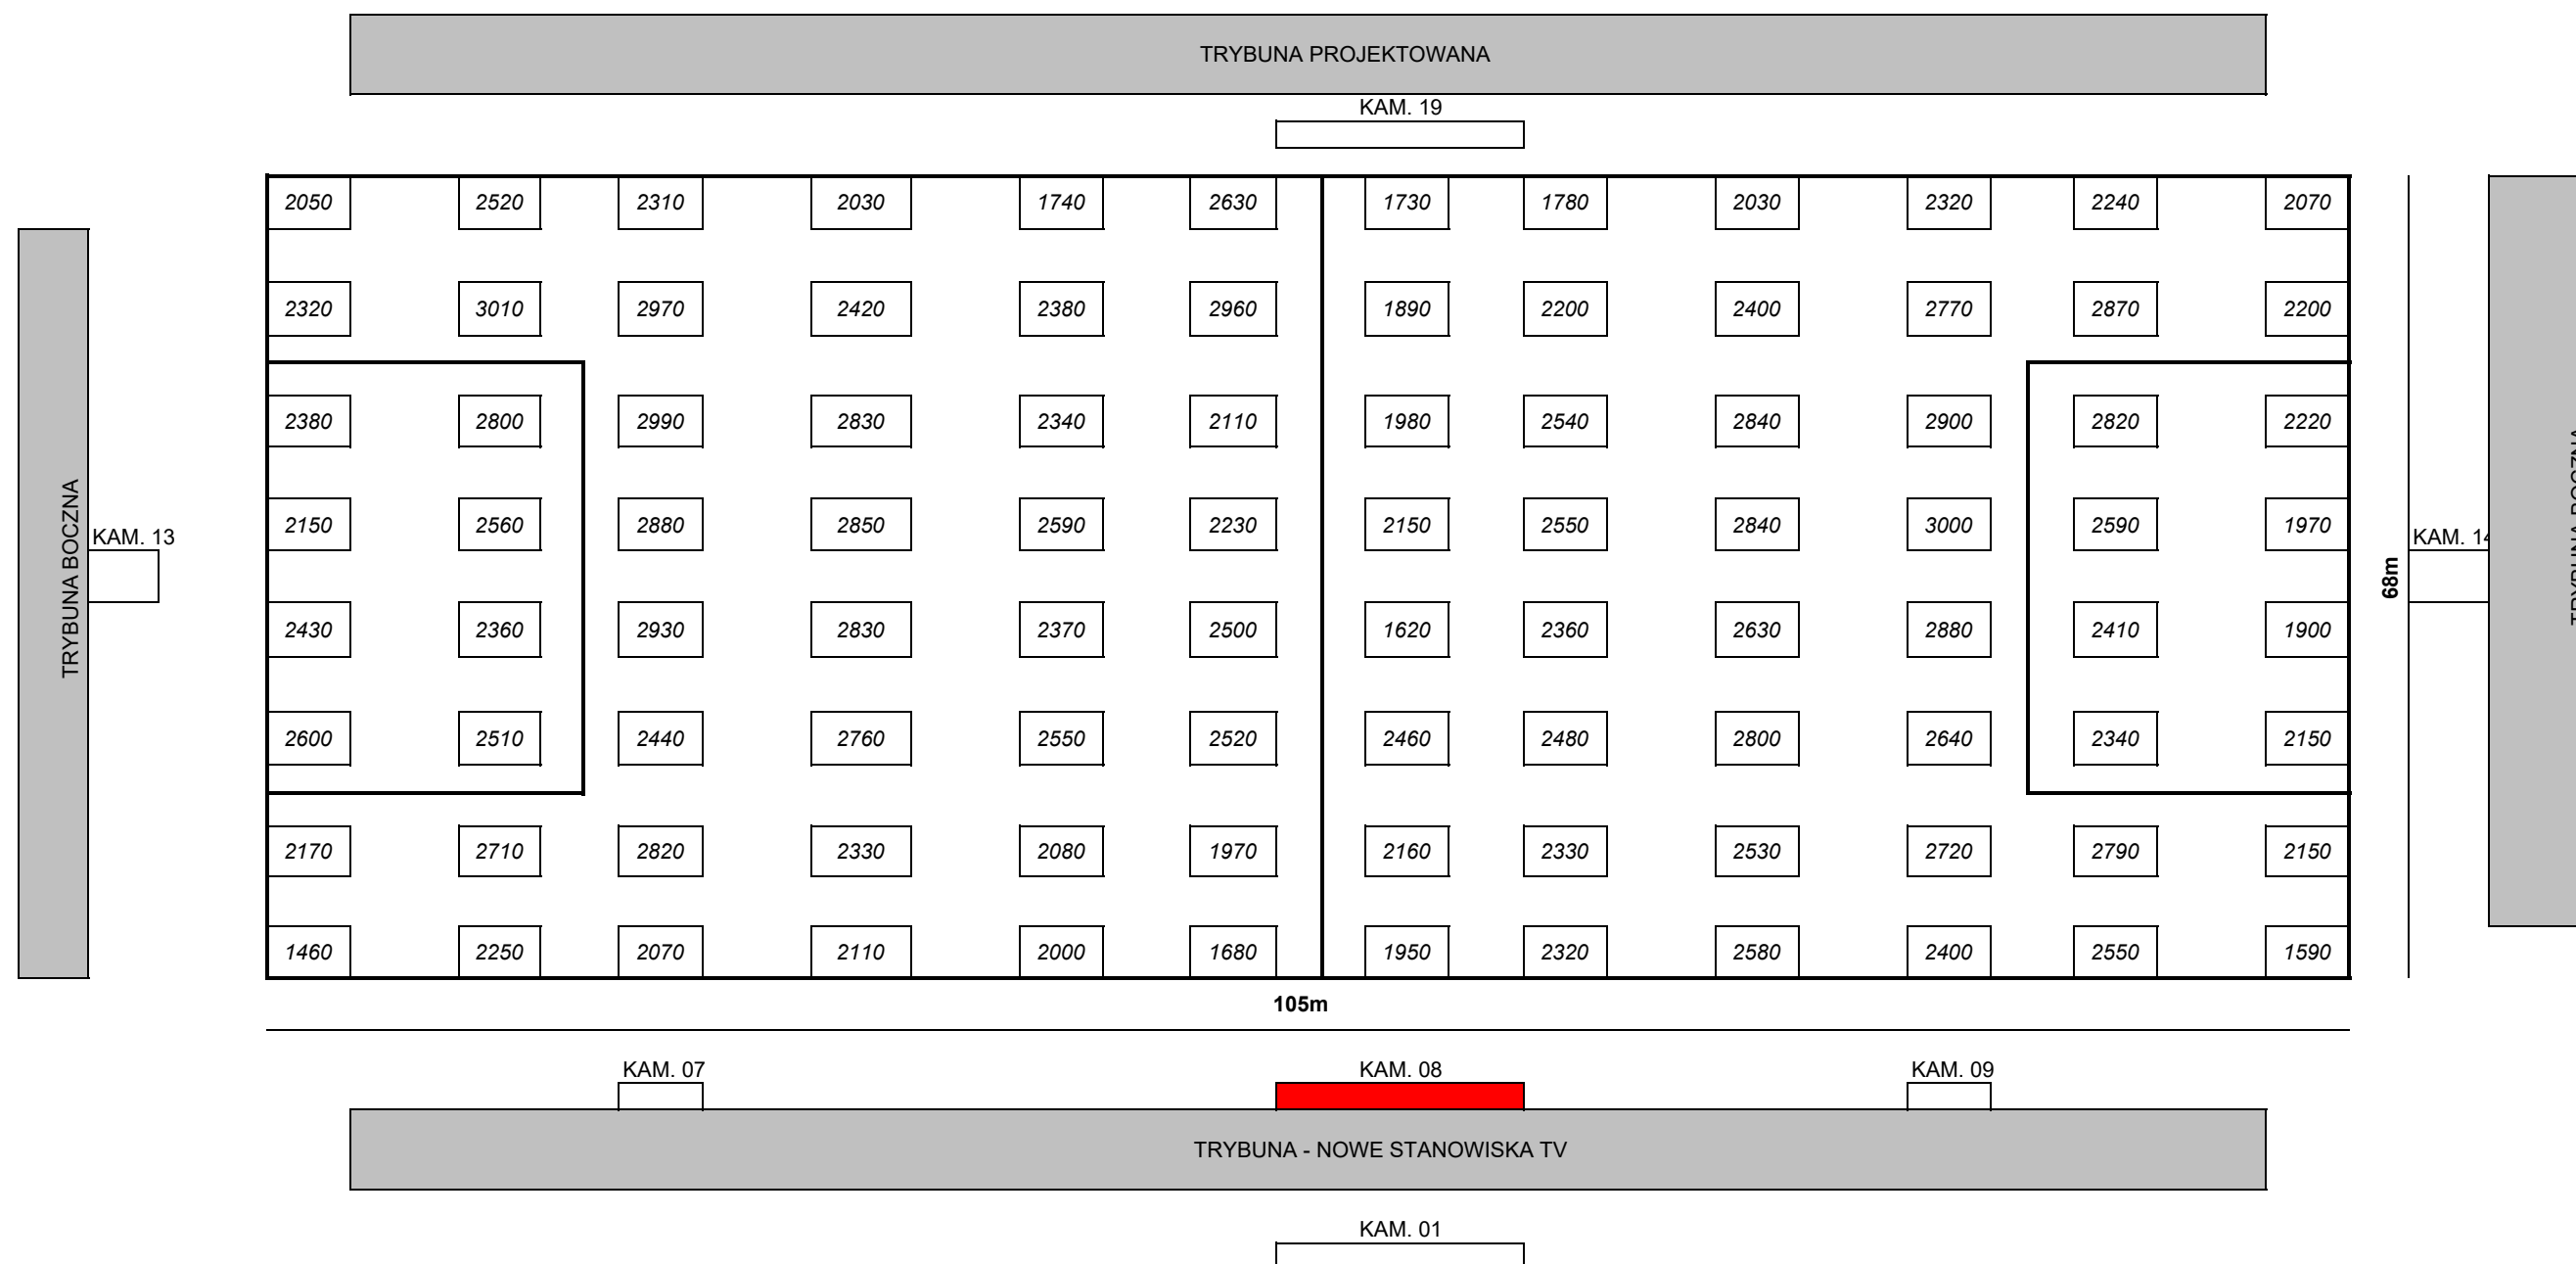 TRYBUNA PROJEKTOWANA
KAM. 19
2050 2520 2310 2030 1740 2630 1730 1780 2030 2320 2240 2070
2320 3010 2970 2420 2380 2960 1890 2200 2400 2770 2870 2200
2380 2800 2990 2830 2340 2110 1980 2540 2840 2900 2820 2220
2150 2560 2880 2850 2590 2230 2150 2550 2840 3000 2590 1970
TRYBUNA BOCZNA
KAM. 13
KAM. 14
68m
TRYBUNA BOCZNA
2430 2360 2930 2830 2370 2500 1620 2360 2630 2880 2410 1900
2600 2510 2440 2760 2550 2520 2460 2480 2800 2640 2340 2150
2170 2710 2820 2330 2080 1970 2160 2330 2530 2720 2790 2150
1460 2250 2070 2110 2000 1680 1950 2320 2580 2400 2550 1590
105m
KAM. 07 KAM. 08 KAM. 09
TRYBUNA - NOWE STANOWISKA TV
KAM. 01